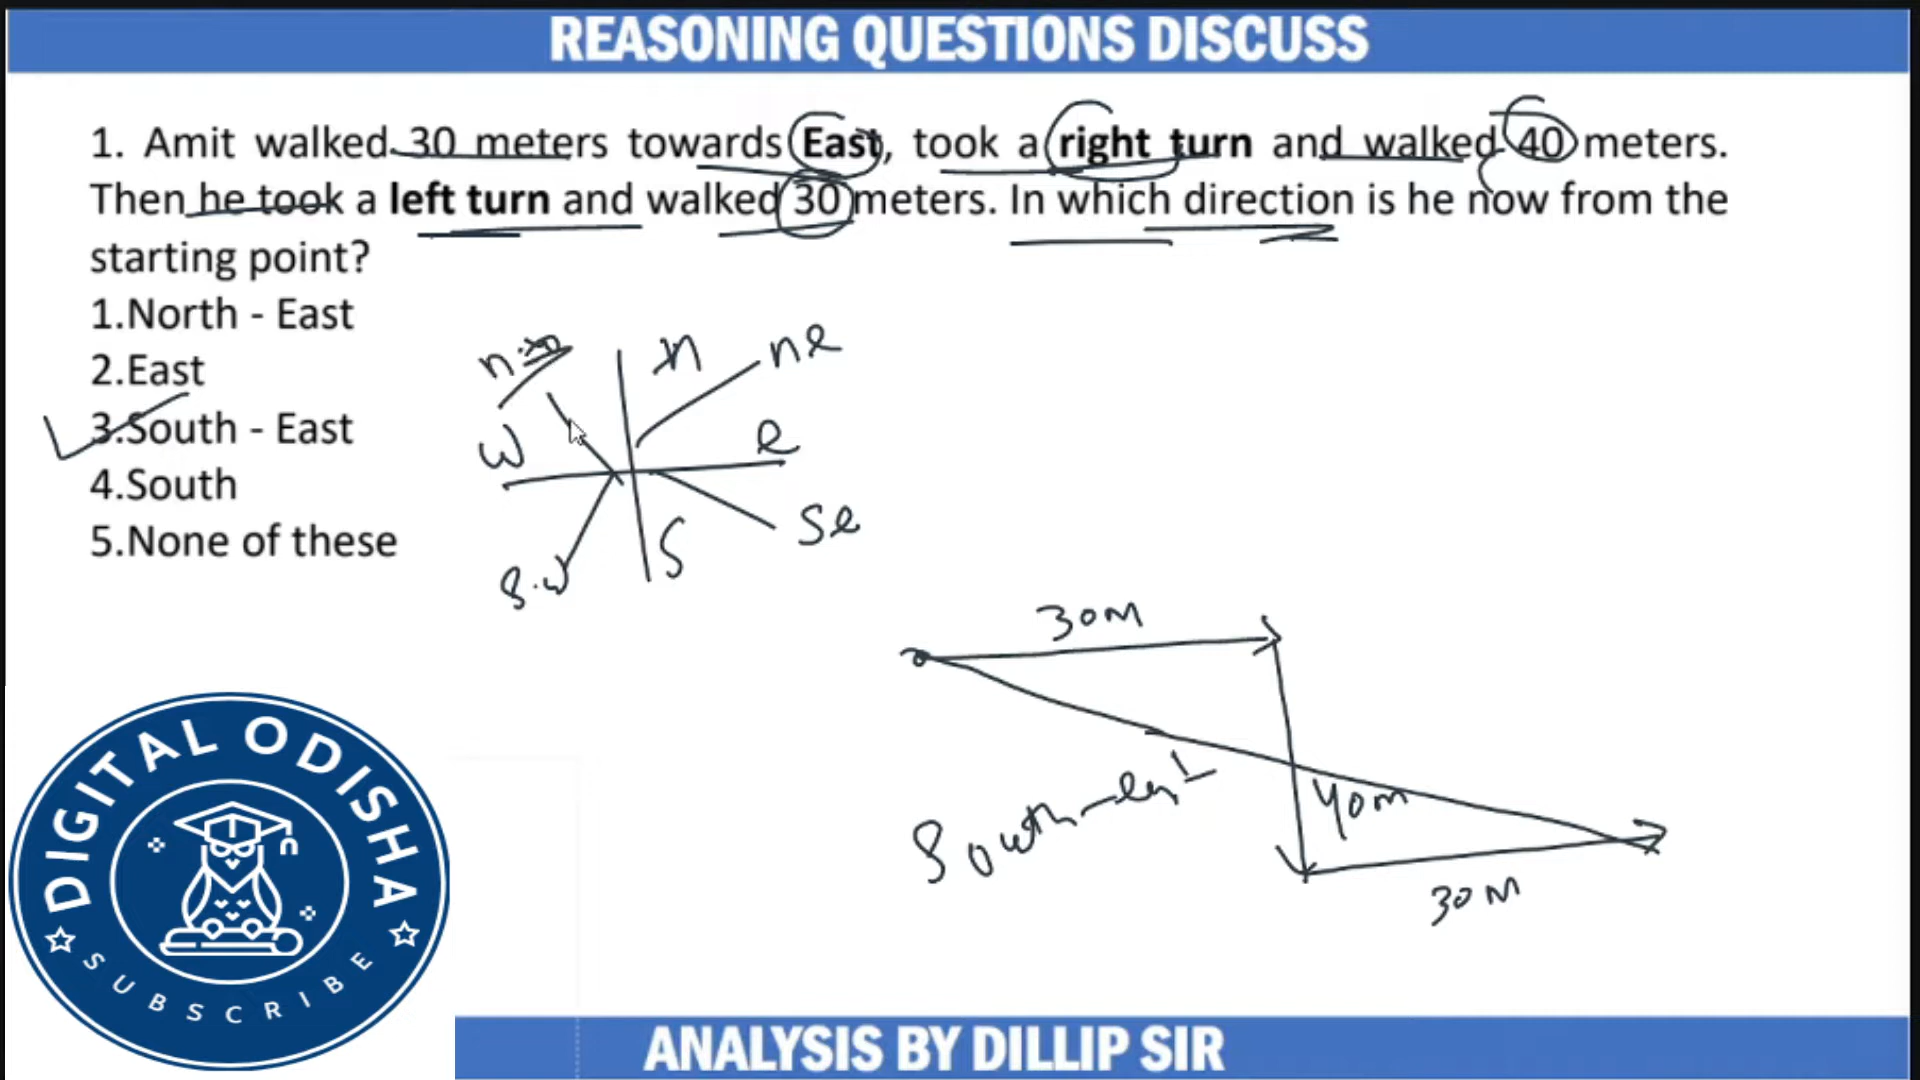 REASONING QUESTIONS DISCUSS
1. Amit walked 30 meters towards East, took a right turn and walked 40 meters.
Then he took a left turn and walked 30 meters. In which direction is he now from the
starting point?
1.North - East
2.East
3.South - East
4.South
5.None of these
n
ne
w
e
se
S
s.w
30M
40m
30M
DIGITAL ODISHA
SUBSCRIBE
ANALYSIS BY DILLIP SIR